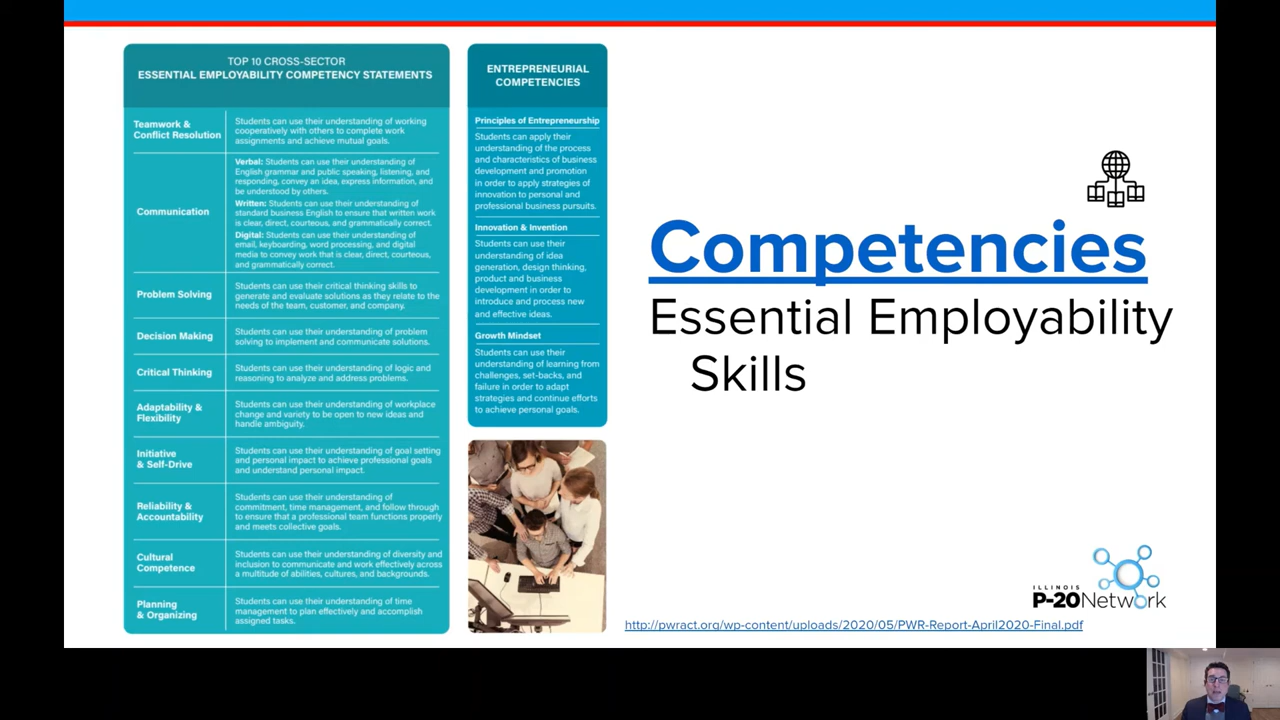 TOP 10 CROSS-SECTOR
ESSENTIAL EMPLOYABILITY COMPETENCY STATEMENTS
Teamwork &
Conflict Resolution
Students can use their understanding of working
cooperatively with others to complete work
assignments and achieve mutual goals.
Communication
Verbal: Students can use their understanding of
English grammar and public speaking, listening, and
responding, convey an idea, express information, and
be understood by others.
Written: Students can use their understanding of
standard business English to ensure that written work
is clear, direct, courteous, and grammatically correct.
Digital: Students can use their understanding of
email, keyboarding, word processing, and digital
media to convey work that is clear, direct, courteous,
and grammatically correct.
Problem Solving
Students can use their critical thinking skills to
generate and evaluate solutions as they relate to the
needs of the team, customer, and company.
Decision Making
Students can use their understanding of problem
solving to implement and communicate solutions.
Critical Thinking
Students can use their understanding of logic and
reasoning to analyze and address problems.
Adaptability &
Flexibility
Students can use their understanding of workplace
change and variety to be open to new ideas and
handle ambiguity.
Initiative
& Self-Drive
Students can use their understanding of goal setting
and personal impact to achieve professional goals
and understand personal impact.
Reliability &
Accountability
Students can use their understanding of
commitment, time management, and follow through
to ensure that a professional team functions properly
and meets collective goals.
Cultural
Competence
Students can use their understanding of diversity and
inclusion to communicate and work effectively across
a multitude of abilities, cultures, and backgrounds.
Planning
& Organizing
Students can use their understanding of time
management to plan effectively and accomplish
assigned tasks.
ENTREPRENEURIAL
COMPETENCIES
Principles of Entrepreneurship
Students can apply their
understanding of the process
and characteristics of business
development and promotion
in order to apply strategies of
innovation to personal and
professional business pursuits.
Innovation & Invention
Students can use their
understanding of idea
generation, design thinking,
product and business
development in order to
introduce and process new
and effective ideas.
Growth Mindset
Students can use their
understanding of learning from
challenges, set-backs, and
failure in order to adapt
strategies and continue efforts
to achieve personal goals.
Competencies
Essential Employability
Skills
ILLINOIS
P-20Network
http://pwract.org/wp-content/uploads/2020/05/PWR-Report-April2020-Final.pdf